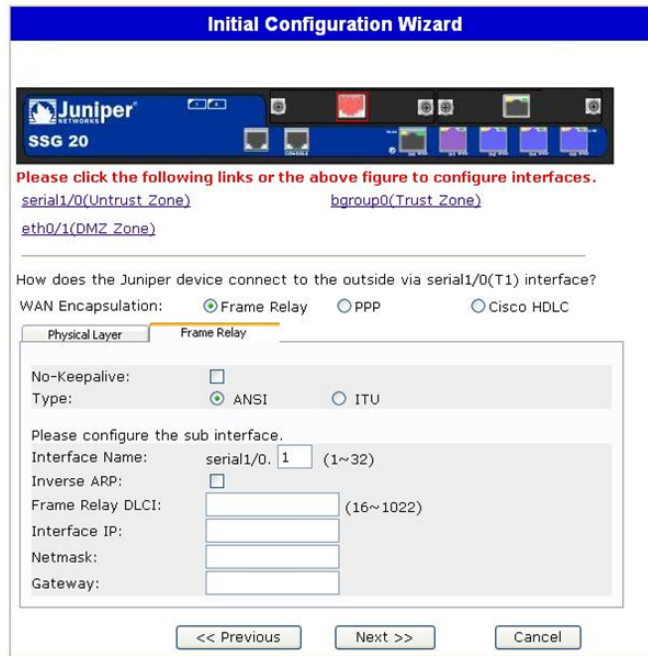 Initial Configuration Wizard
Juniper
NETWORKS
SSG 20
CONSOLE
Please click the following links or the above figure to configure interfaces.
serial1/0(Untrust Zone) bgroup0(Trust Zone)
eth0/1(DMZ Zone)
How does the Juniper device connect to the outside via serial1/0(T1) interface?
WAN Encapsulation: Frame Relay PPP Cisco HDLC
Physical Layer Frame Relay
No-Keepalive:
Type: ANSI ITU
Please configure the sub interface.
Interface Name: serial1/0. 1 (1~32)
Inverse ARP:
Frame Relay DLCI: (16~1022)
Interface IP:
Netmask:
Gateway:
<< Previous Next >> Cancel